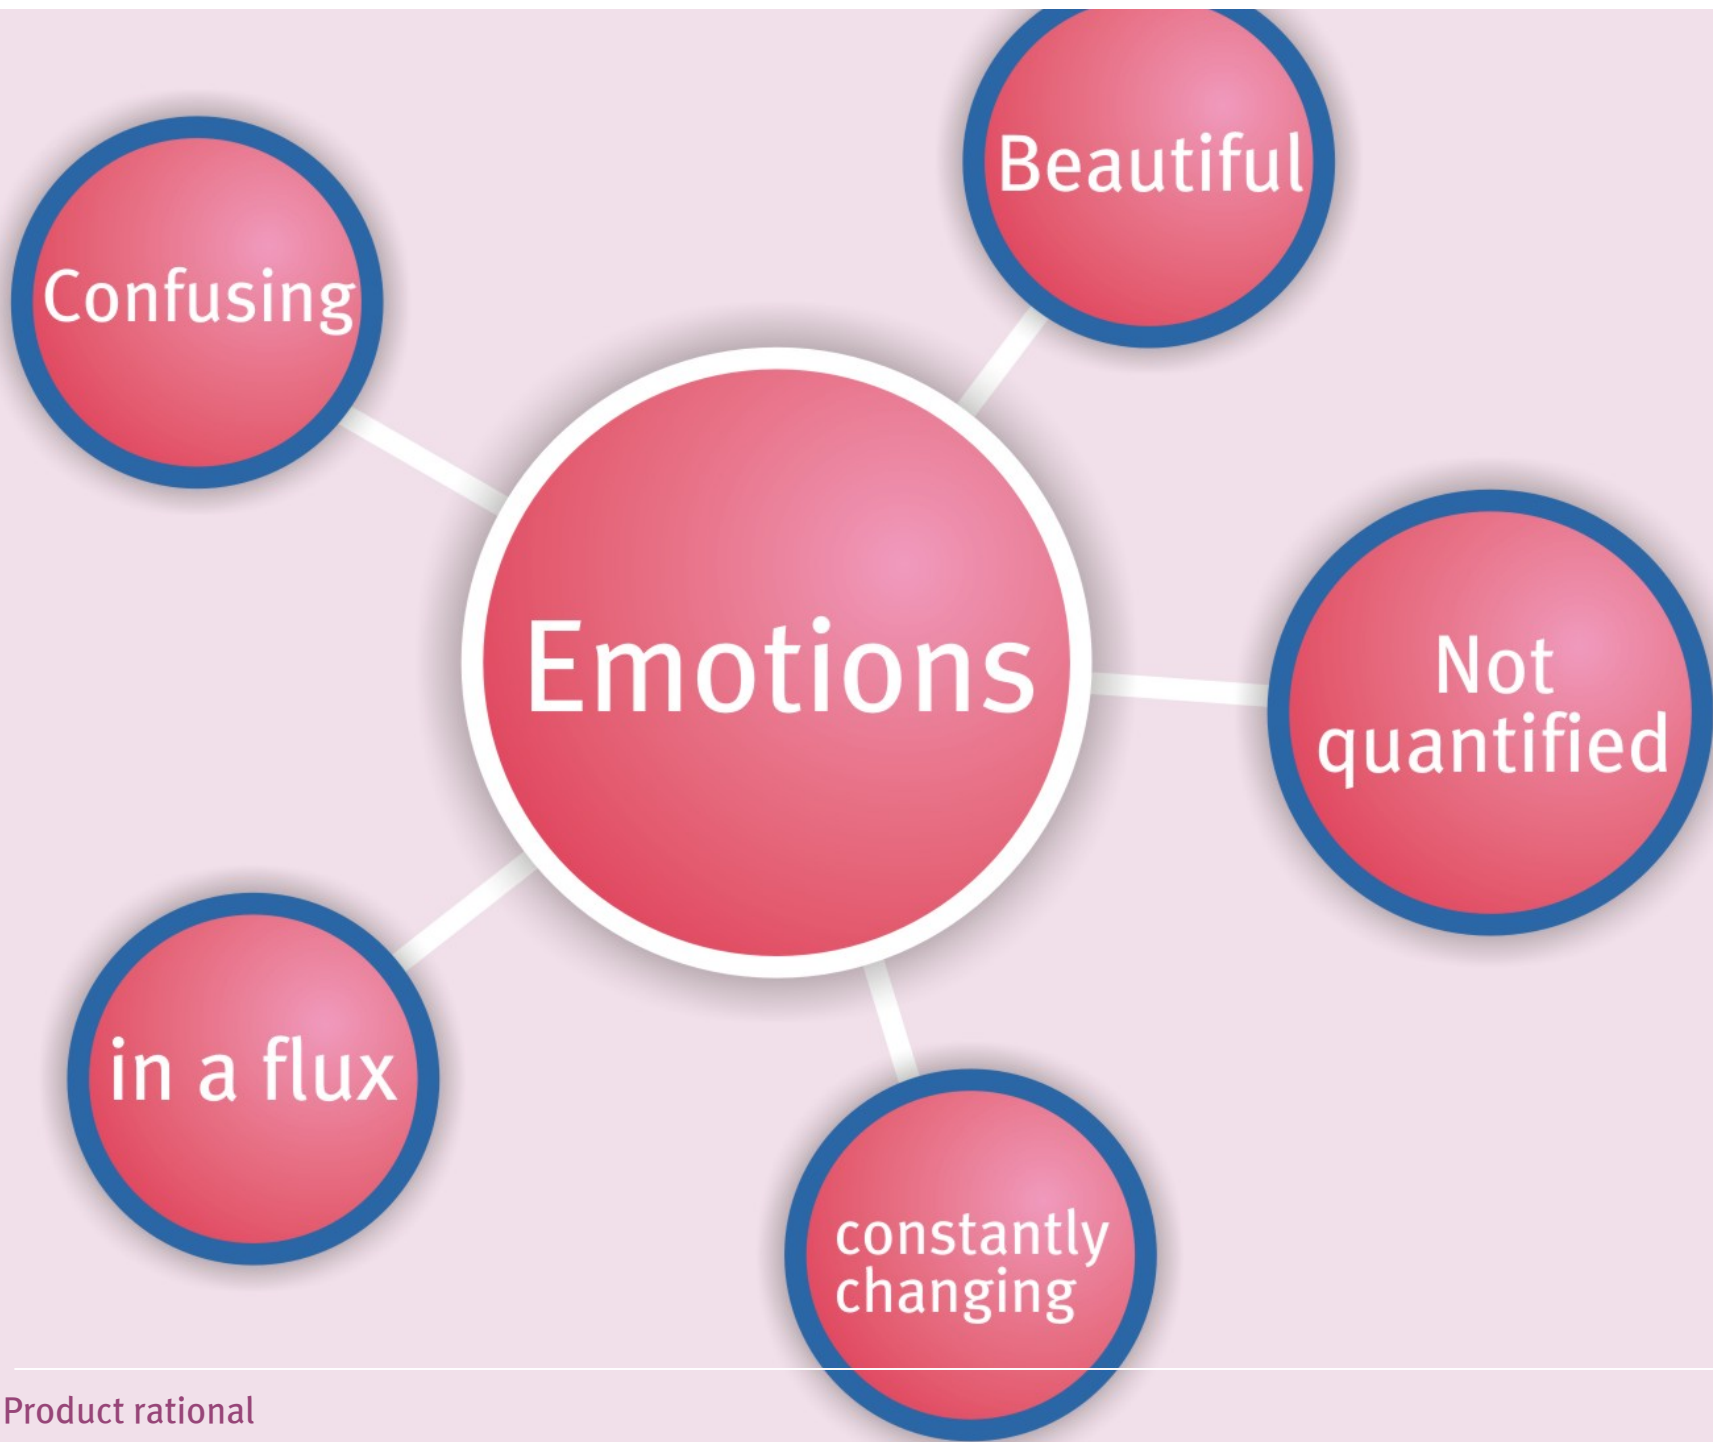 Beautiful
Confusing
Emotions
Not
quantified
in a flux
constantly
changing
Product rational